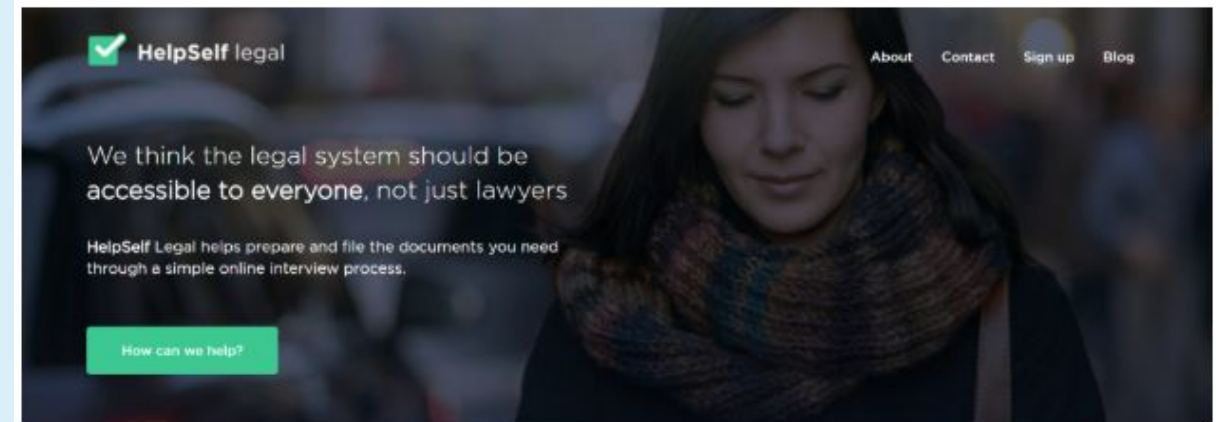 HelpSelf legal
About Contact Sign up Blog
We think the legal system should be
accessible to everyone, not just lawyers
HelpSelf Legal helps prepare and file the documents you need
through a simple online interview process.
How can we help?